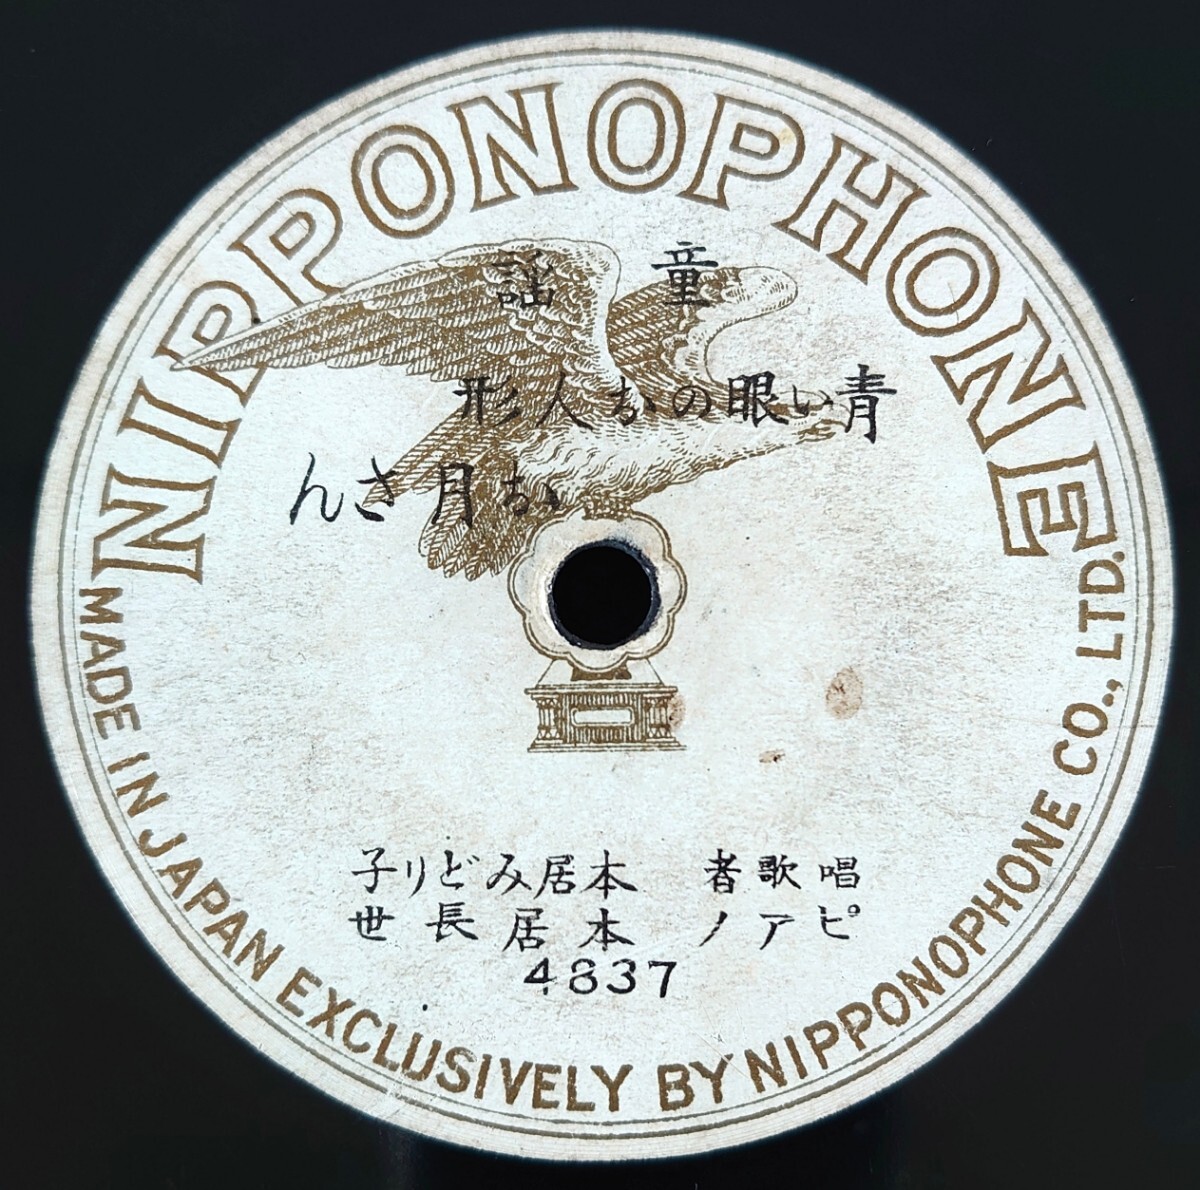 NIPPONOPHONE
童謡
青い眼のお人形
お月さん
唱歌者 本居みどり子
ピアノ 本居長世
4837
MADE IN JAPAN EXCLUSIVELY BY NIPPONOPHONE CO., LTD.